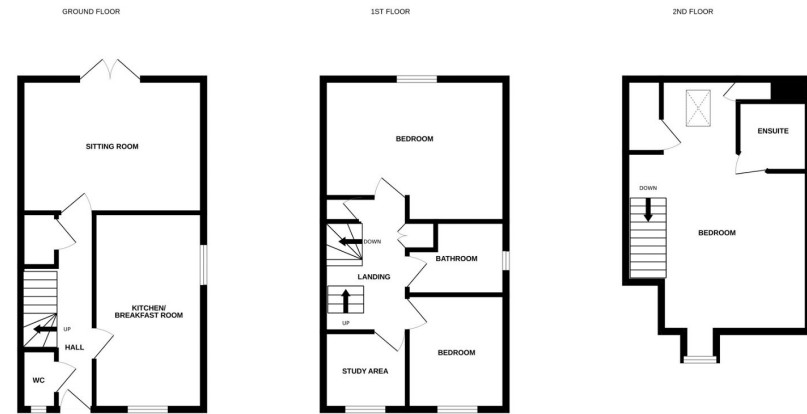 GROUND FLOOR
SITTING ROOM
KITCHEN/
BREAKFAST ROOM
UP
HALL
WC
1ST FLOOR
BEDROOM
DOWN
BATHROOM
LANDING
UP
BEDROOM
STUDY AREA
2ND FLOOR
ENSUITE
DOWN
BEDROOM